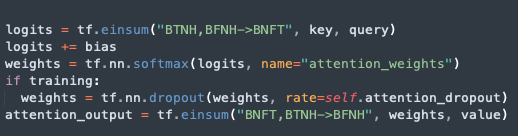 logits = tf.einsum("BTNH,BFNH->BNFT", key, query)
logits += bias
weights = tf.nn.softmax(logits, name="attention_weights")
if training:
  weights = tf.nn.dropout(weights, rate=self.attention_dropout)
attention_output = tf.einsum("BNFT,BTNH->BFNH", weights, value)